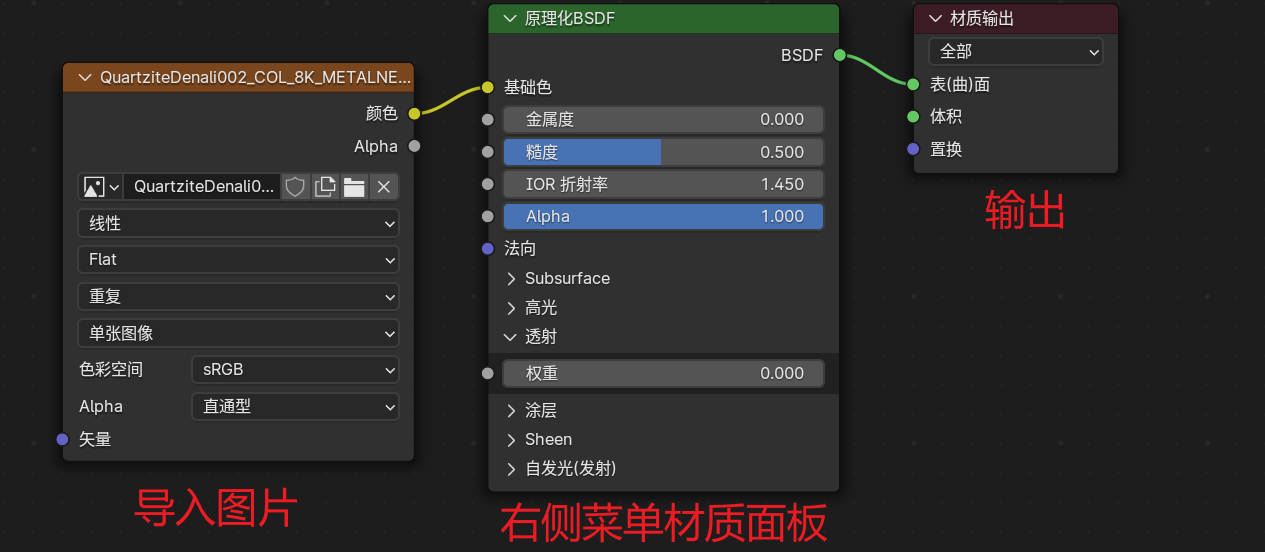 QuartziteDenali002_COL_8K_METALNE...
颜色
Alpha
QuartziteDenali0...
线性
Flat
重复
单张图像
色彩空间 sRGB
Alpha 直通型
矢量
导入图片
原理化BSDF
BSDF
基础色
金属度 0.000
糙度 0.500
IOR 折射率 1.450
Alpha 1.000
法向
Subsurface
高光
透射
权重 0.000
涂层
Sheen
自发光(发射)
右侧菜单材质面板
材质输出
全部
表(曲)面
体积
置换
输出